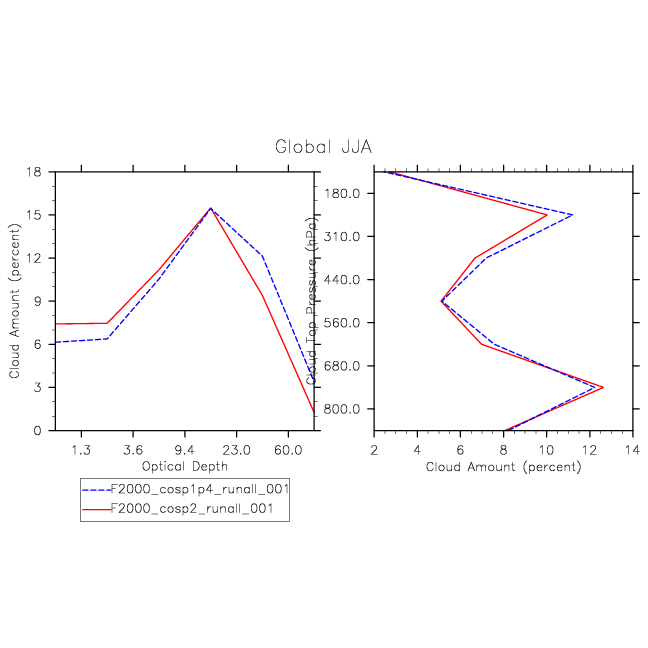 Global JJA
Cloud Amount (percent)
18
15
12
9
6
3
0
1.3 3.6 9.4 23.0 60.0
Optical Depth
Cloud Top Pressure (hPa)
180.0
310.0
440.0
560.0
680.0
800.0
2 4 6 8 10 12 14
Cloud Amount (percent)
F2000_cosp1p4_runall_001
F2000_cosp2_runall_001